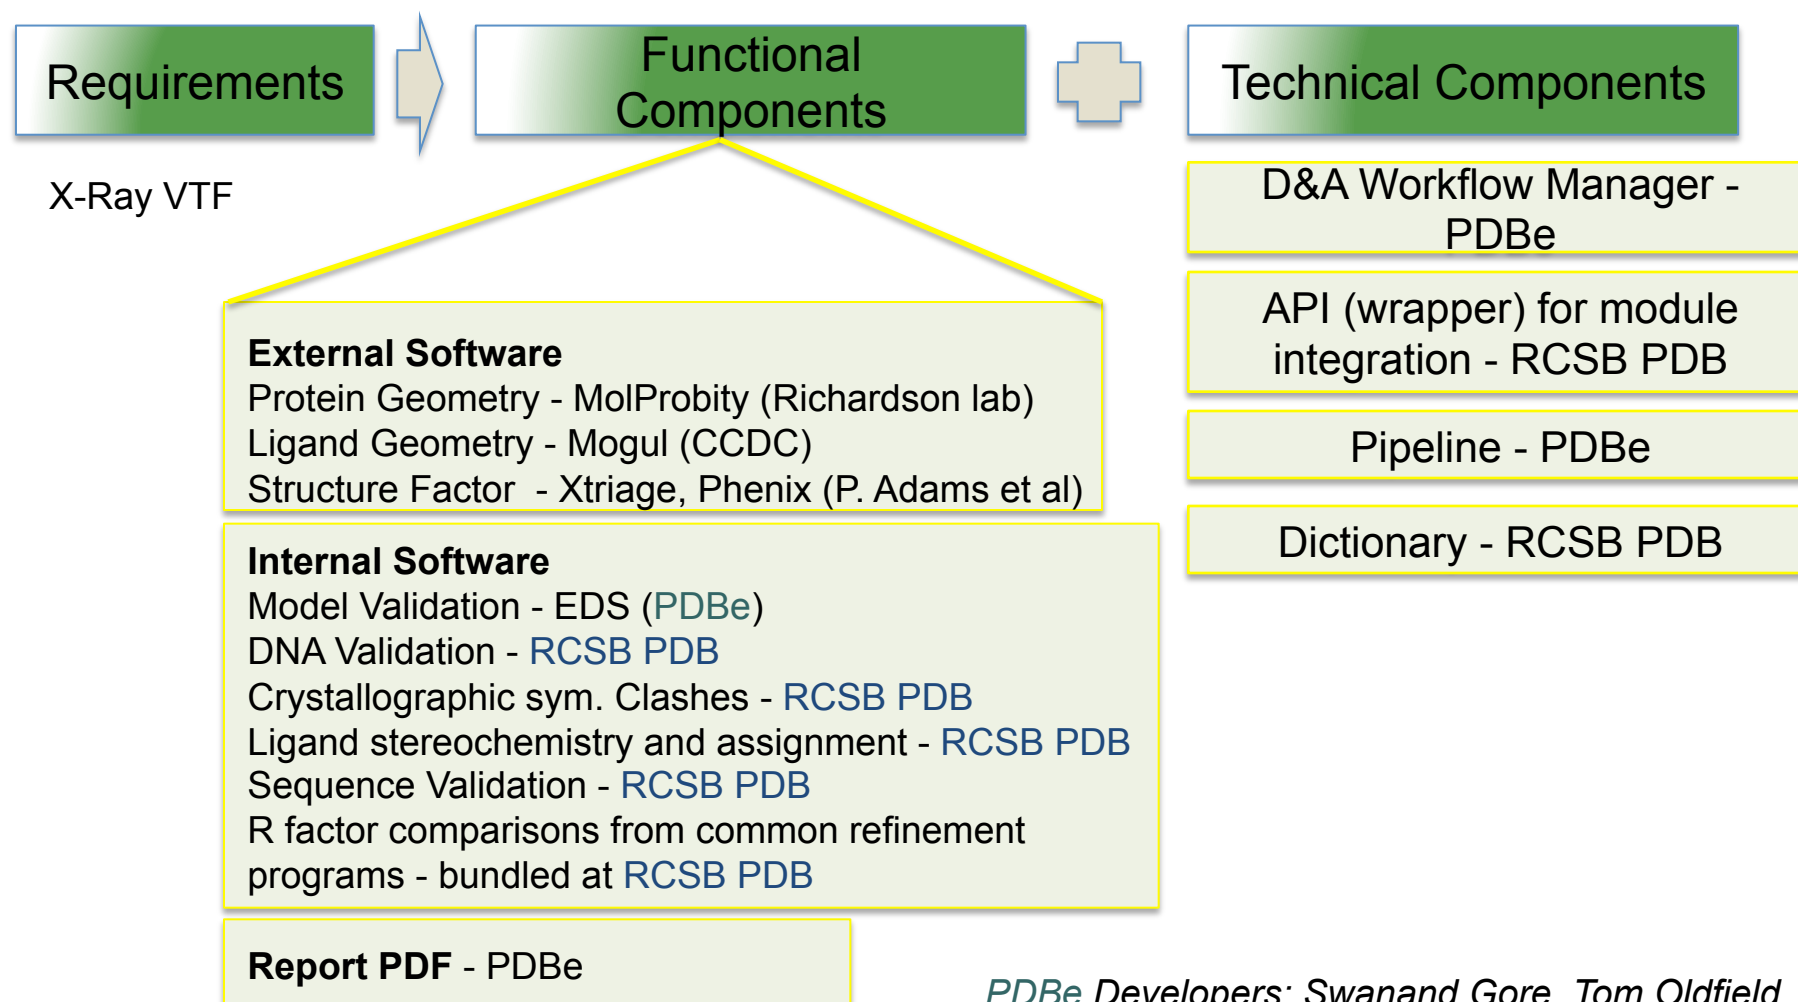 Requirements
Functional
Components
Technical Components
X-Ray VTF
External Software
Protein Geometry - MolProbity (Richardson lab)
Ligand Geometry - Mogul (CCDC)
Structure Factor  - Xtriage, Phenix (P. Adams et al)
Internal Software
Model Validation - EDS (PDBe)
DNA Validation - RCSB PDB
Crystallographic sym. Clashes - RCSB PDB
Ligand stereochemistry and assignment - RCSB PDB
Sequence Validation - RCSB PDB
R factor comparisons from common refinement
programs - bundled at RCSB PDB
Report PDF - PDBe
D&A Workflow Manager -
PDBe
API (wrapper) for module
integration - RCSB PDB
Pipeline - PDBe
Dictionary - RCSB PDB
PDBe Developers: Swanand Gore, Tom Oldfield